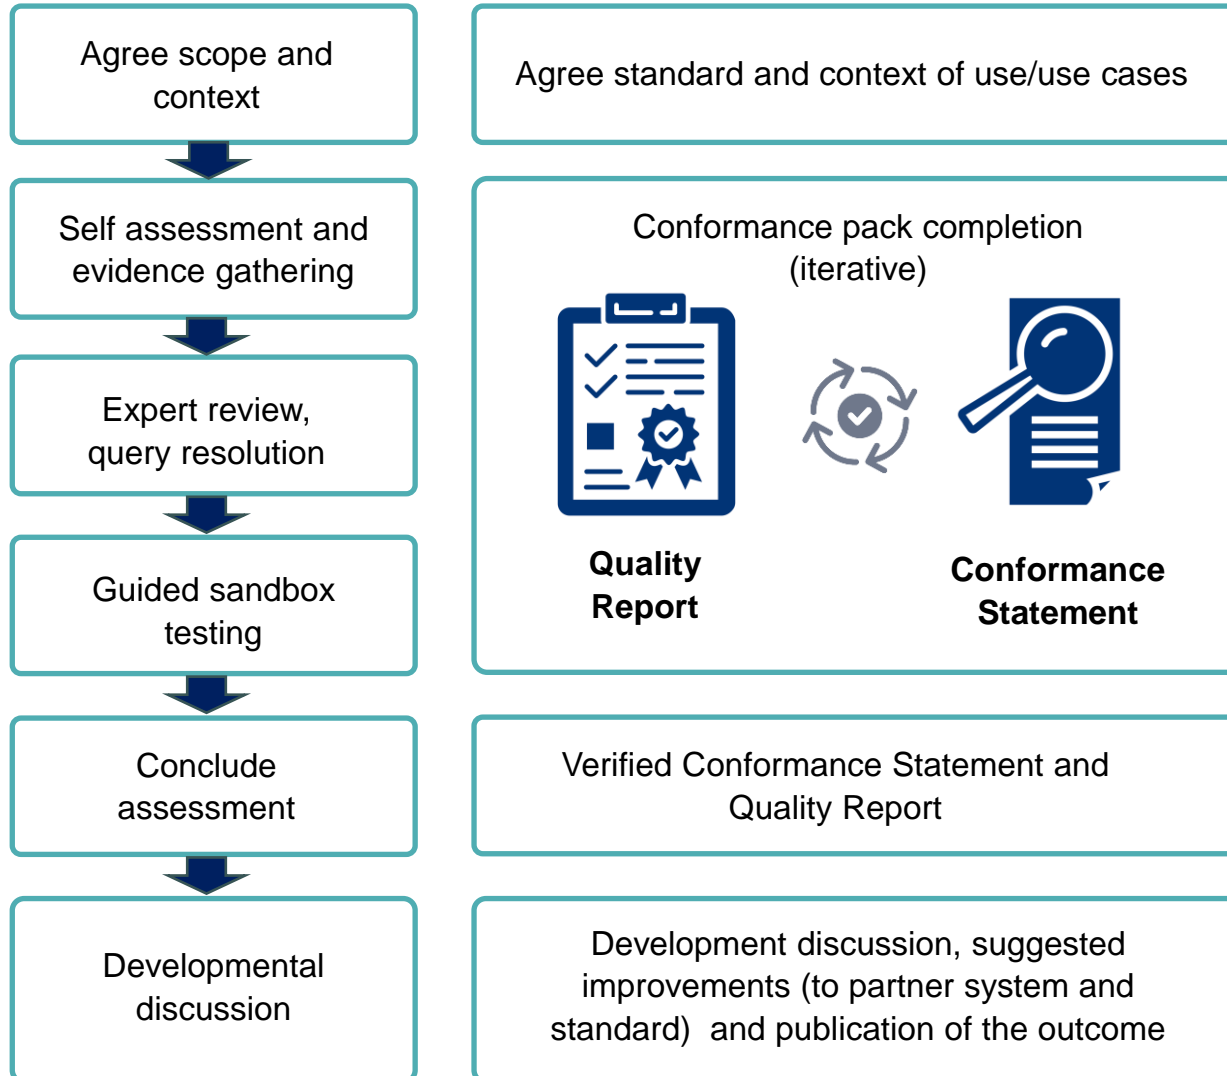 Agree scope and
context
Agree standard and context of use/use cases
Self assessment and
evidence gathering
Expert review,
query resolution
Guided sandbox
testing
Conformance pack completion
(iterative)
Quality
Report
Conformance
Statement
Conclude
assessment
Verified Conformance Statement and
Quality Report
Developmental
discussion
Development discussion, suggested
improvements (to partner system and
standard)  and publication of the outcome